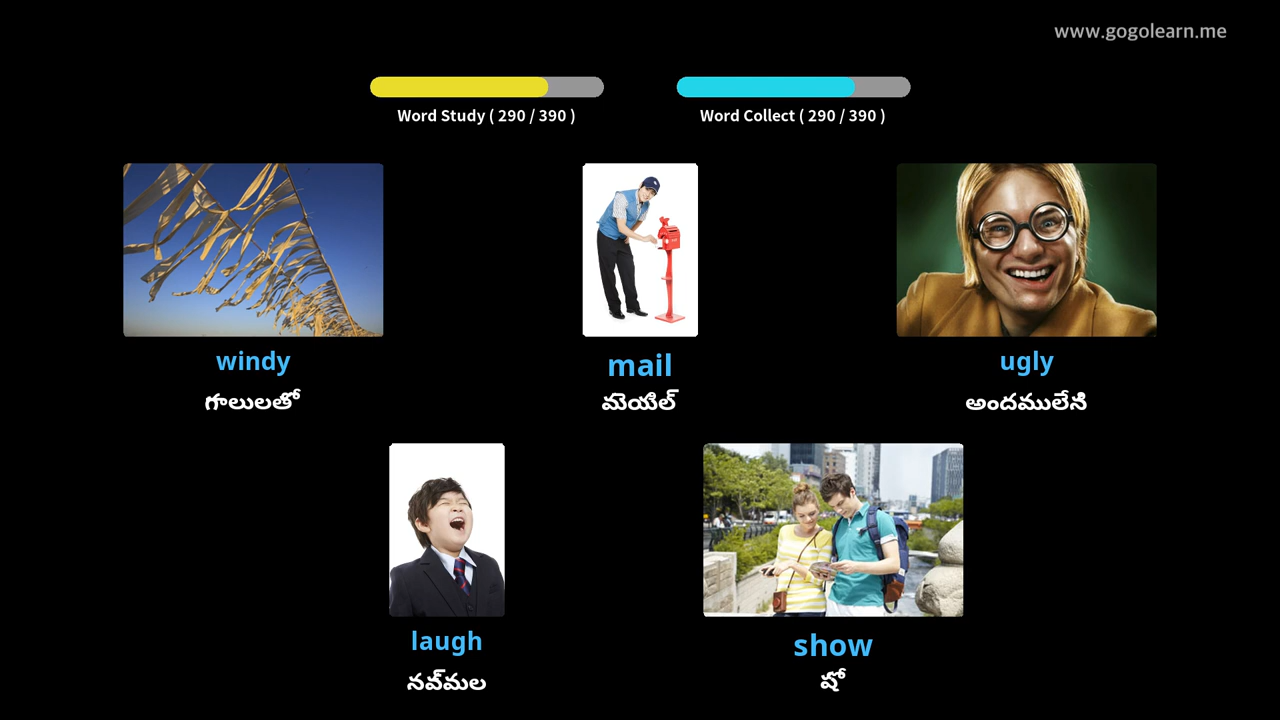 www.gogolearn.me
Word Study ( 290 / 390 )
Word Collect ( 290 / 390 )
windy
గాలులతో
mail
మెయిల్
ugly
అందములేని
laugh
నవ్మల
show
షో